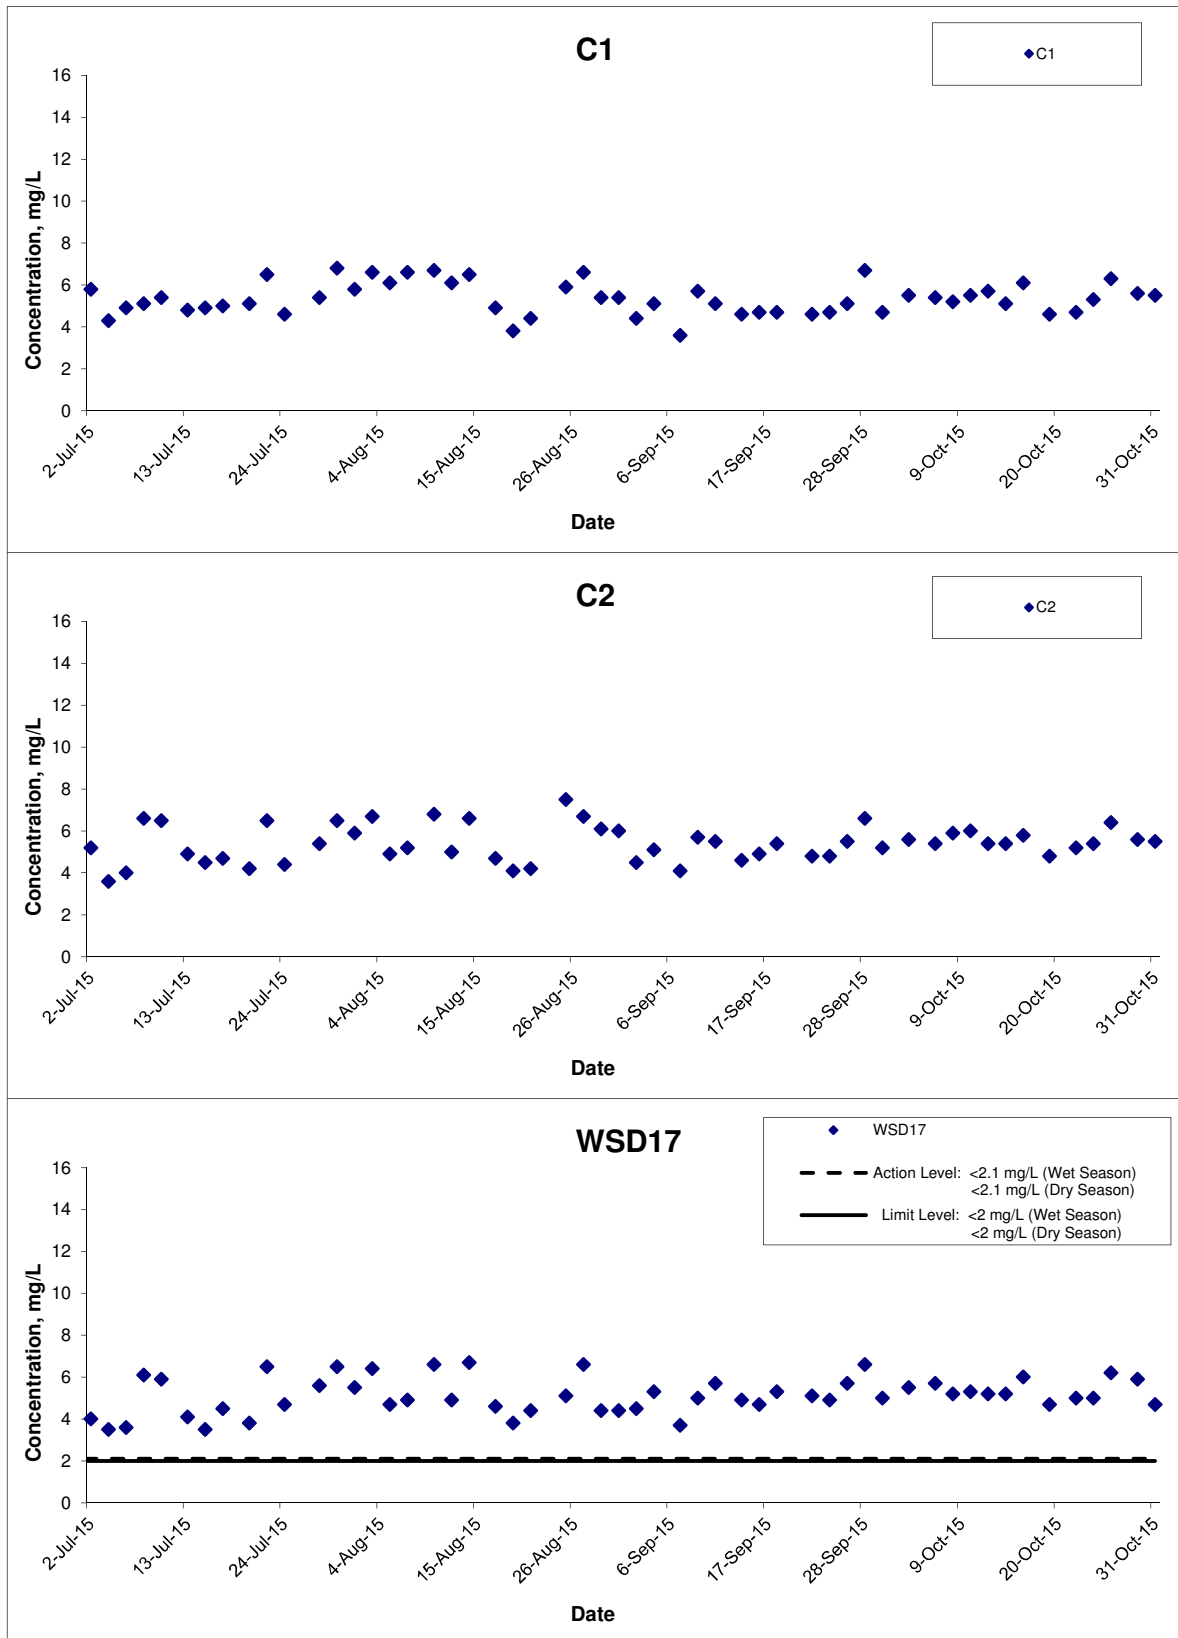 C1
C1
16
14
12
10
8
6
4
2
0
Concentration, mg/L
2-Jul-15
13-Jul-15
24-Jul-15
4-Aug-15
15-Aug-15
26-Aug-15
6-Sep-15
17-Sep-15
28-Sep-15
9-Oct-15
20-Oct-15
31-Oct-15
Date
C2
C2
16
14
12
10
8
6
4
2
0
Concentration, mg/L
2-Jul-15
13-Jul-15
24-Jul-15
4-Aug-15
15-Aug-15
26-Aug-15
6-Sep-15
17-Sep-15
28-Sep-15
9-Oct-15
20-Oct-15
31-Oct-15
Date
WSD17
WSD17
Action Level: <2.1 mg/L (Wet Season)
<2.1 mg/L (Dry Season)
Limit Level: <2 mg/L (Wet Season)
<2 mg/L (Dry Season)
16
14
12
10
8
6
4
2
0
Concentration, mg/L
2-Jul-15
13-Jul-15
24-Jul-15
4-Aug-15
15-Aug-15
26-Aug-15
6-Sep-15
17-Sep-15
28-Sep-15
9-Oct-15
20-Oct-15
31-Oct-15
Date